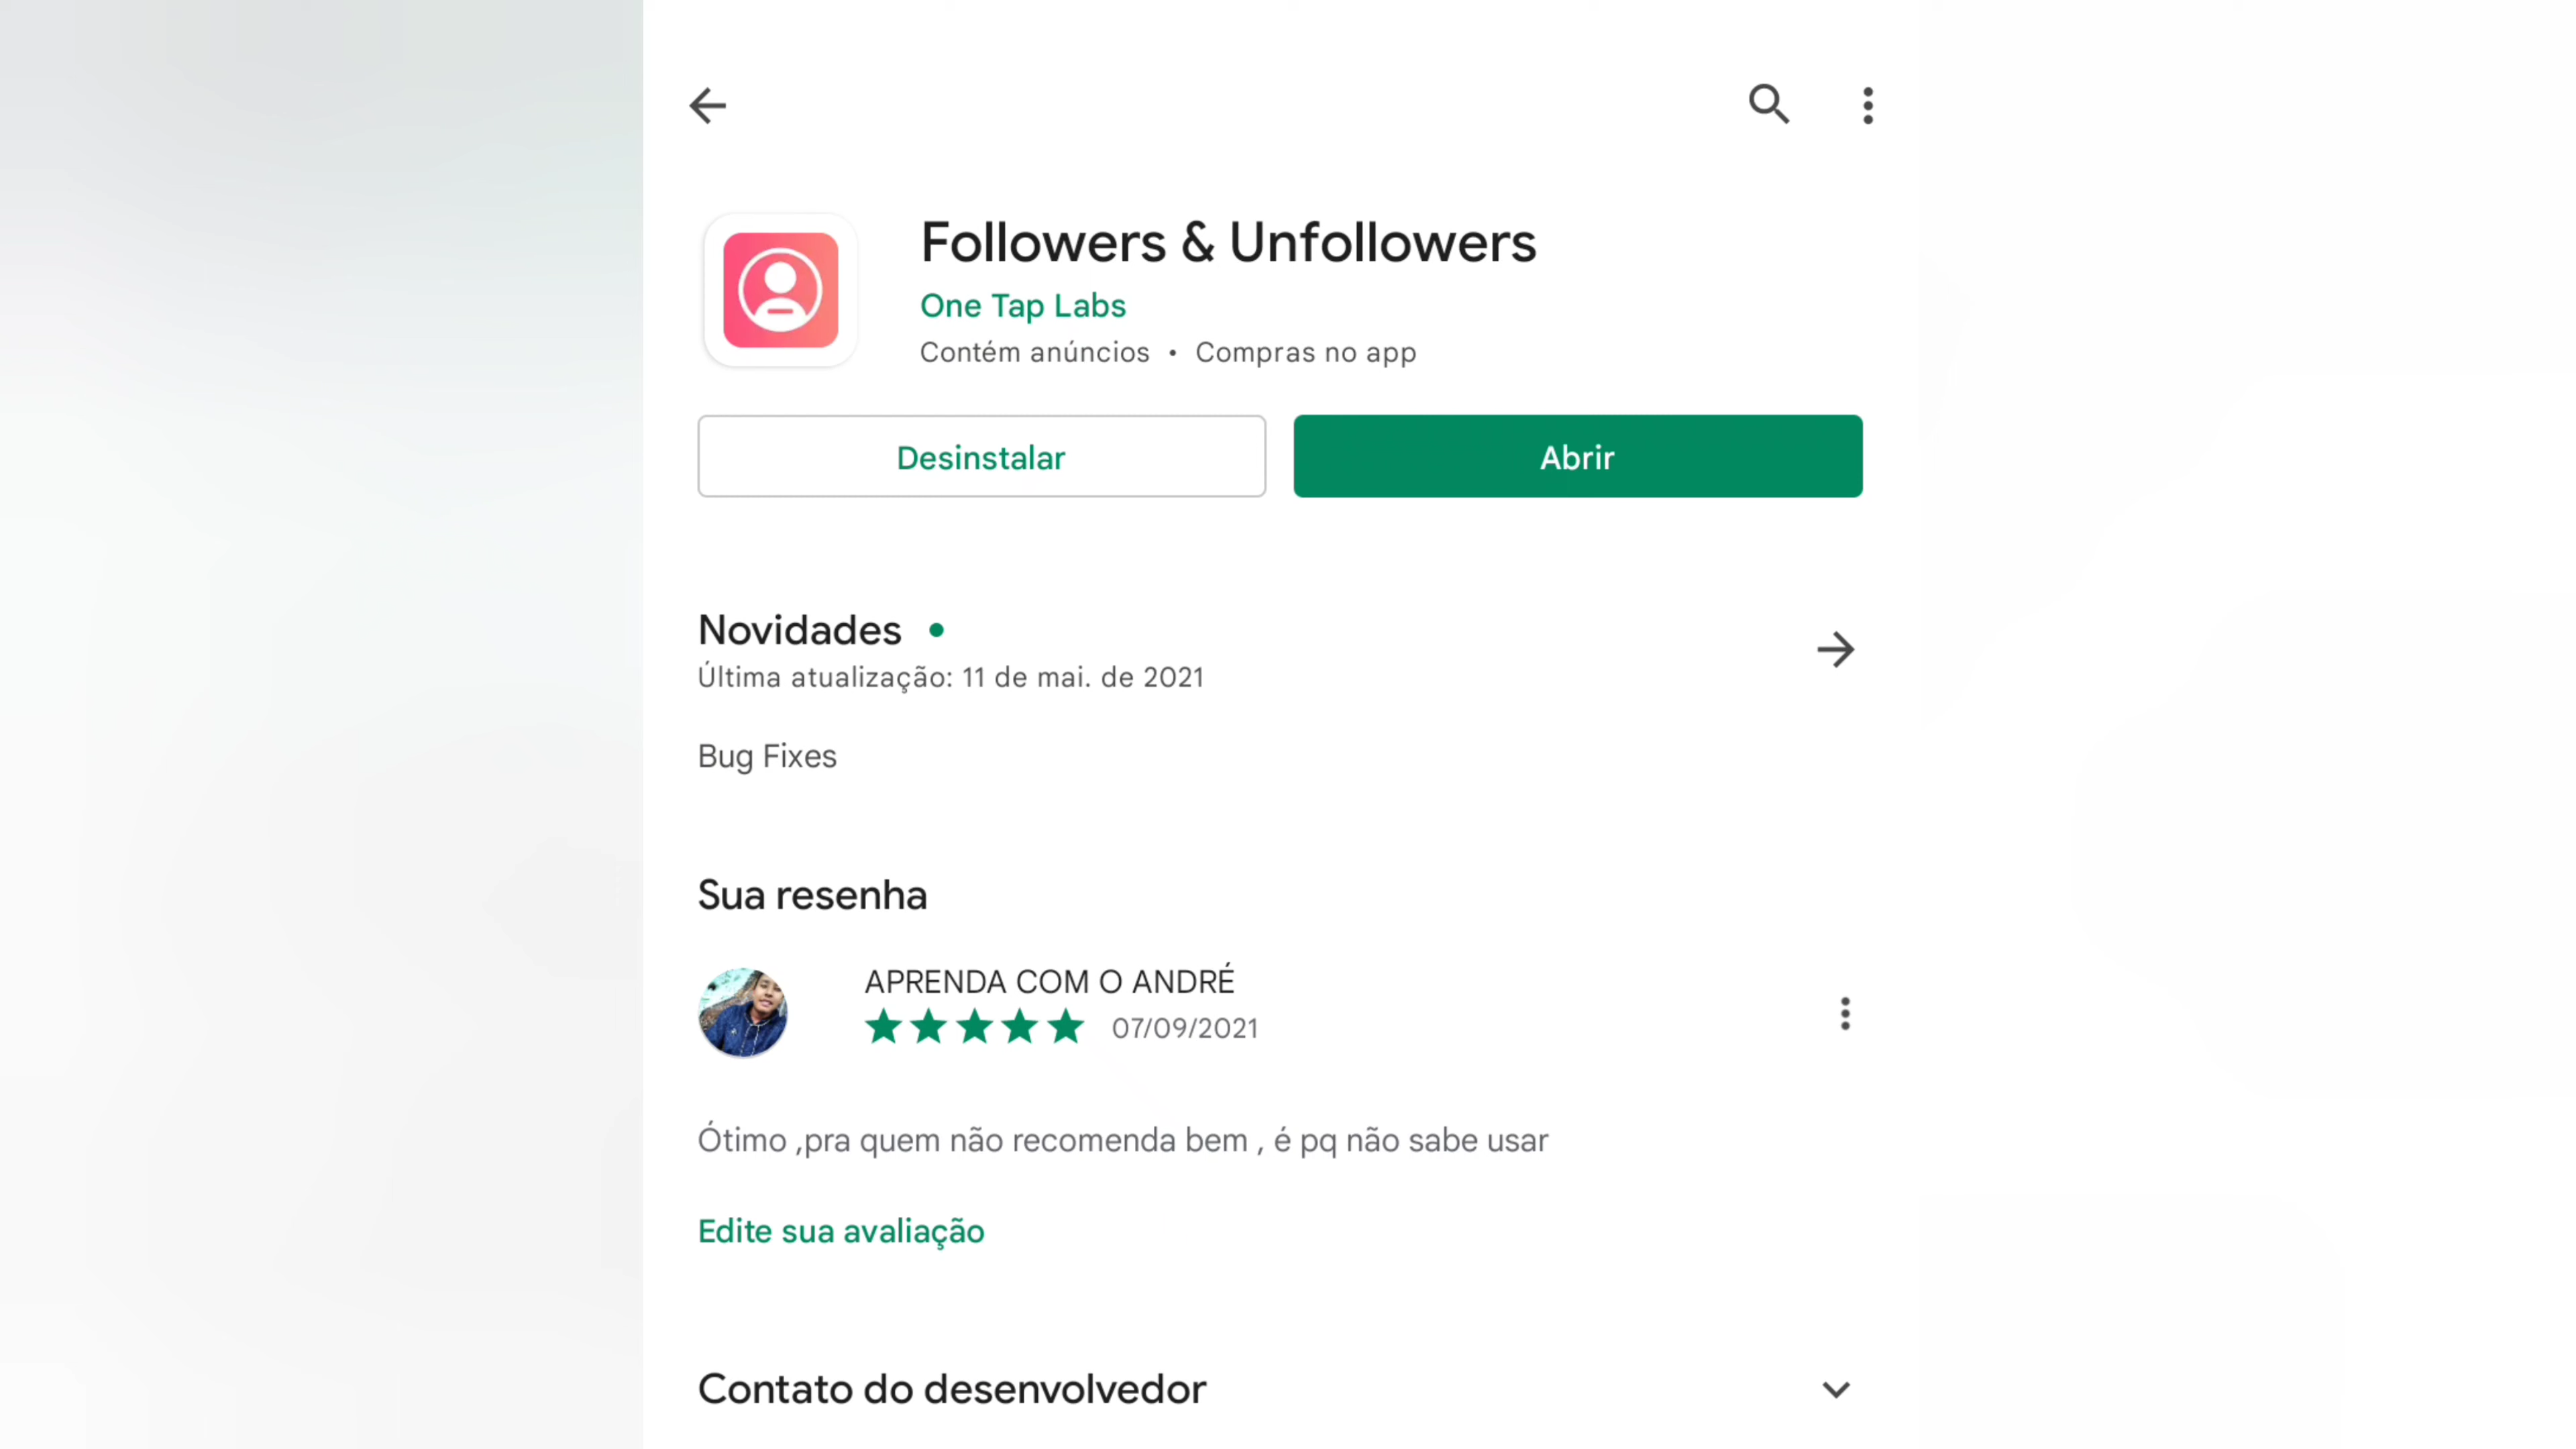 Followers & Unfollowers
One Tap Labs
Contém anúncios • Compras no app
Desinstalar
Abrir
Novidades
Última atualização: 11 de mai. de 2021
Bug Fixes
Sua resenha
APRENDA COM O ANDRÉ
07/09/2021
Ótimo ,pra quem não recomenda bem , é pq não sabe usar
Edite sua avaliação
Contato do desenvolvedor